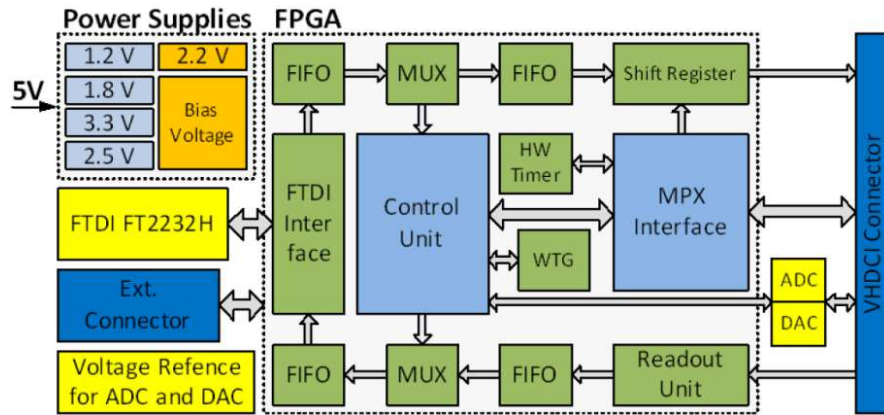 Power Supplies
FPGA
5V
1.2 V
2.2 V
1.8 V
3.3 V
2.5 V
Bias
Voltage
FIFO
MUX
FIFO
Shift Register
FTDI FT2232H
FTDI
Inter
face
Control
Unit
HW
Timer
WTG
MPX
Interface
VHDCI Connector
Ext.
Connector
ADC
DAC
Voltage Refence
for ADC and DAC
FIFO
MUX
FIFO
Readout
Unit